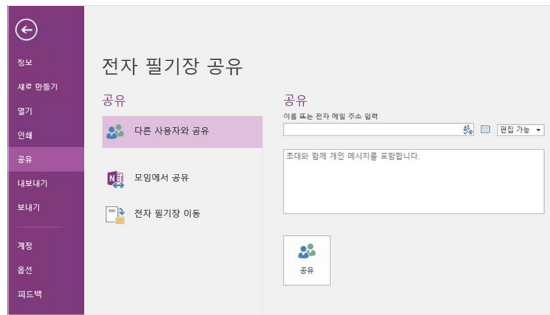 정보
새로 만들기
열기
인쇄
공유
내보내기
보내기
계정
옵션
피드백
전자 필기장 공유
공유
다른 사용자와 공유
모임에서 공유
전자 필기장 이동
공유
이름 또는 전자 메일 주소 입력
편집 가능
초대와 함께 개인 메시지를 포함합니다.
공유